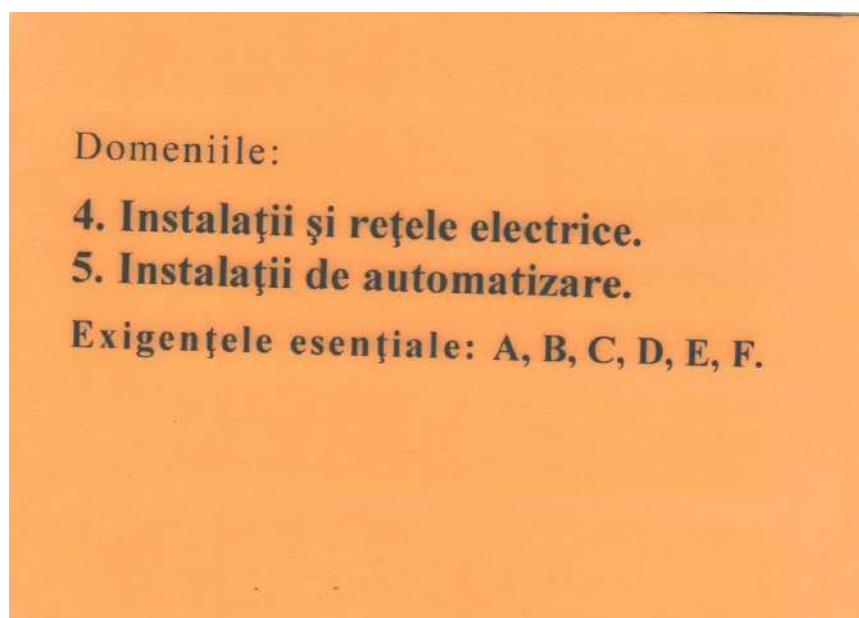 Domeniile:
4. Instalaţii şi reţele electrice.
5. Instalaţii de automatizare.
Exigenţele esenţiale: A, B, C, D, E, F.